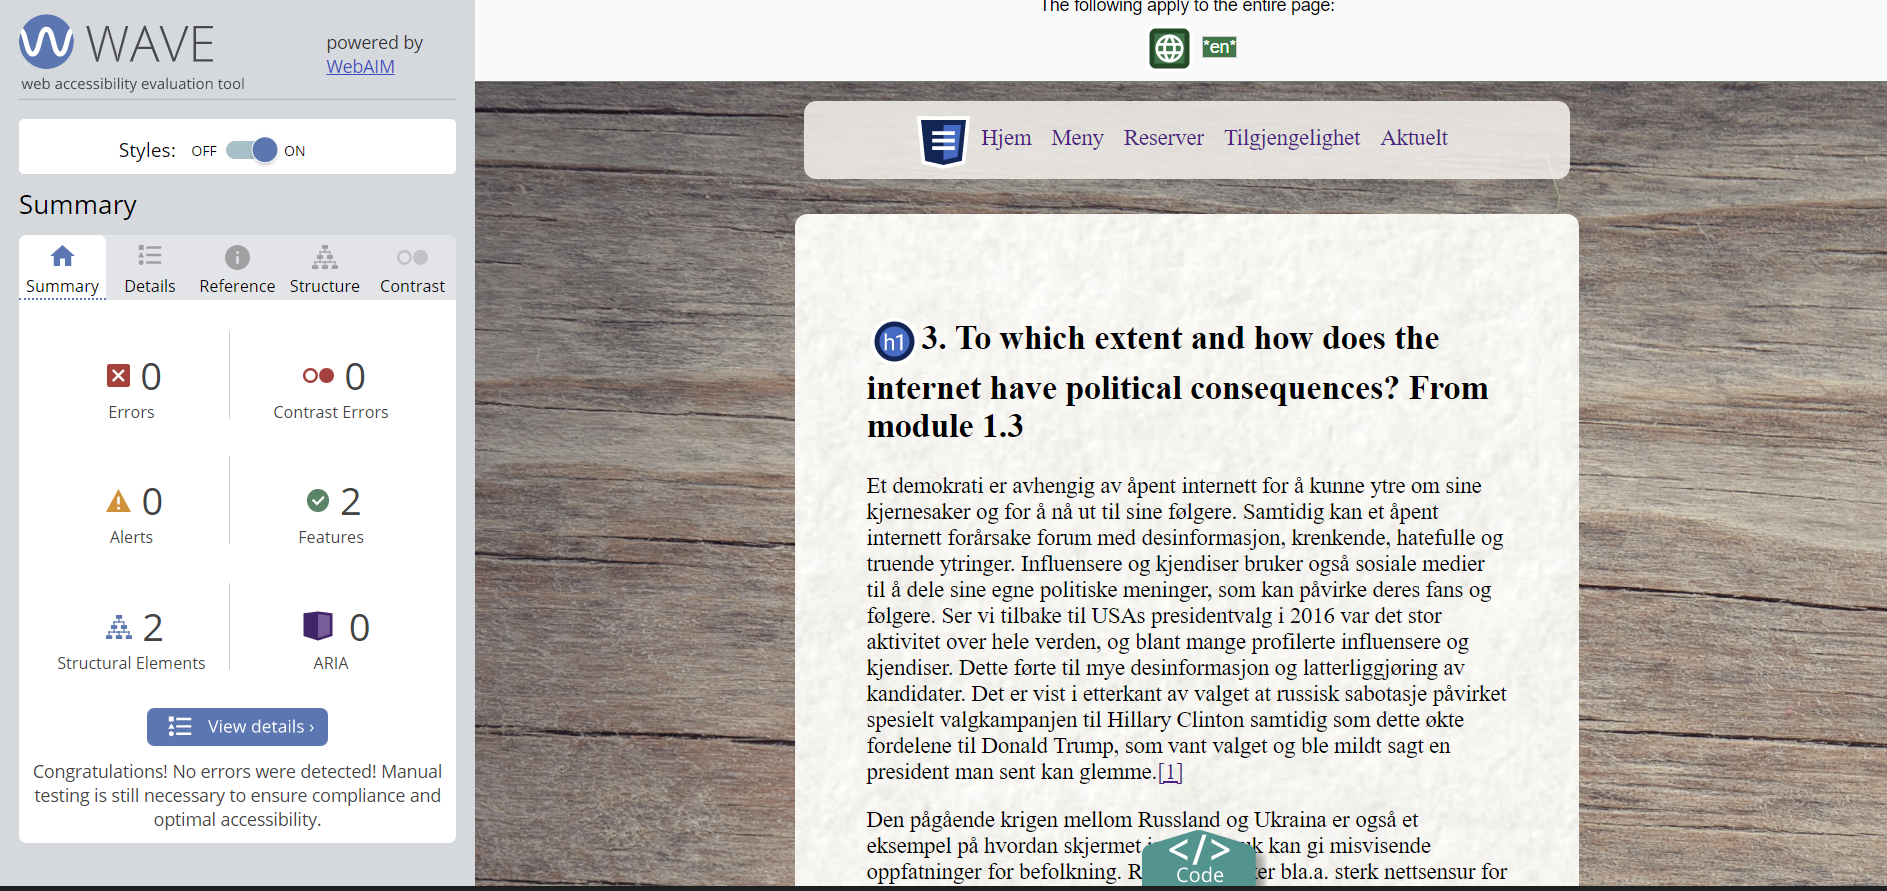 WAVE
web accessibility evaluation tool
powered by
WebAIM
Styles: OFF ON
Summary
Summary Details Reference Structure Contrast
0
Errors
0
Contrast Errors
0
Alerts
2
Features
2
Structural Elements
0
ARIA
View details ›
Congratulations! No errors were detected! Manual
testing is still necessary to ensure compliance and
optimal accessibility.
The following apply to the entire page:
*en*
Hjem Meny Reserver Tilgjengelighet Aktuelt
h1 3. To which extent and how does the
internet have political consequences? From
module 1.3
Et demokrati er avhengig av åpent internett for å kunne ytre om sine
kjernesaker og for å nå ut til sine følgere. Samtidig kan et åpent
internett forårsake forum med desinformasjon, krenkende, hatefulle og
truende ytringer. Influensere og kjendiser bruker også sosiale medier
til å dele sine egne politiske meninger, som kan påvirke deres fans og
følgere. Ser vi tilbake til USAs presidentvalg i 2016 var det stor
aktivitet over hele verden, og blant mange profilerte influensere og
kjendiser. Dette førte til mye desinformasjon og latterliggjøring av
kandidater. Det er vist i etterkant av valget at russisk sabotasje påvirket
spesielt valgkampanjen til Hillary Clinton samtidig som dette økte
fordelene til Donald Trump, som vant valget og ble mildt sagt en
president man sent kan glemme.[1]
Den pågående krigen mellom Russland og Ukraina er også et
eksempel på hvordan skjermet kan gi misvisende
oppfatninger for befolkning. bla.a. sterk nettsensur for
</> Code